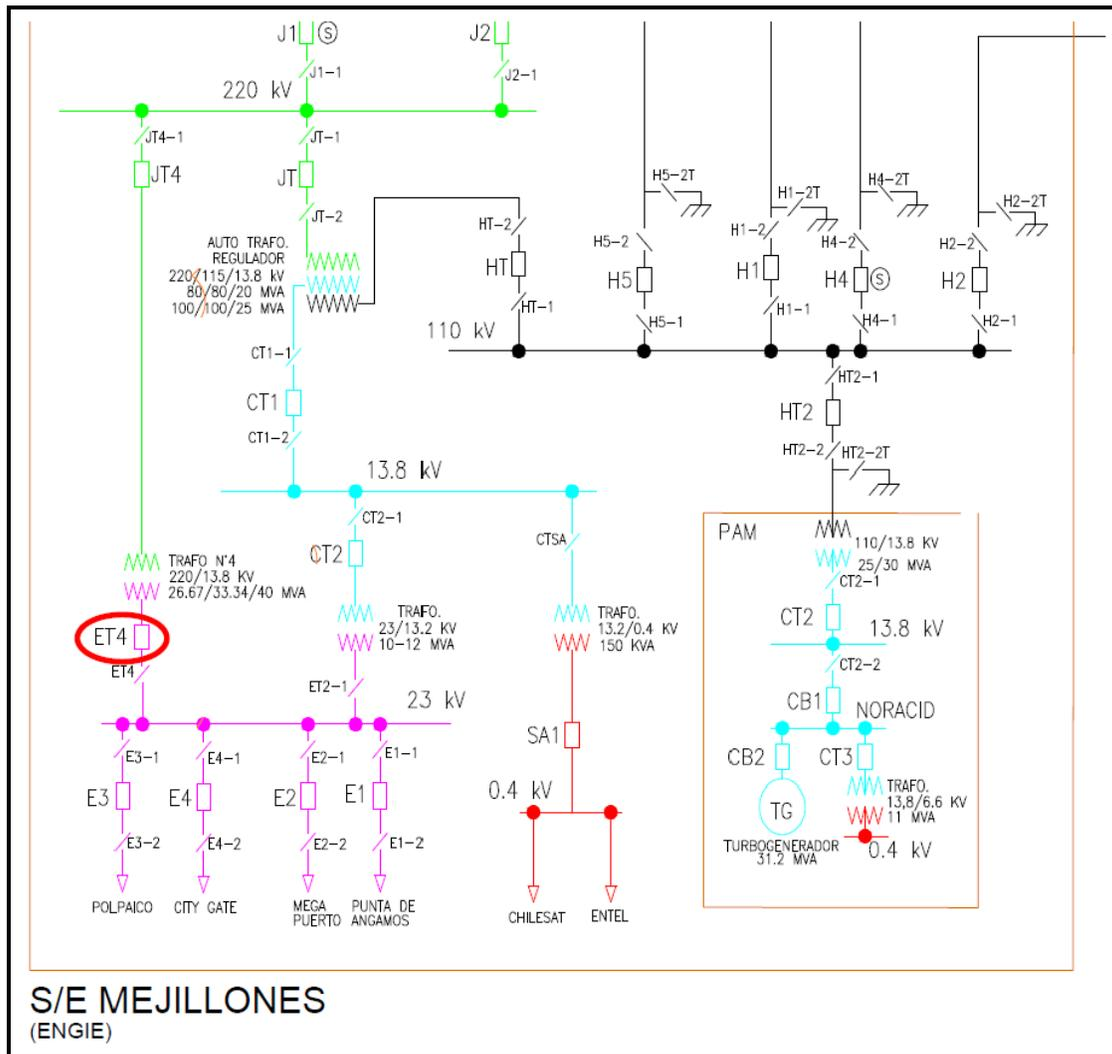 J1 S
J2
J1-1
J2-1
220 kV
JT4-1
JT-1
JT4
JT
JT-2
H5-2T
H1-2T
H4-2T
H2-2T
HT-2
H5-2
H1-2
H4-2
H2-2
AUTO TRAFO.
REGULADOR
220/115/13.8 kV
80/80/20 MVA
100/100/25 MVA
HT
H5
H1
H4 S
H2
HT-1
H5-1
H1-1
H4-1
H2-1
110 kV
CT1-1
CT1
CT1-2
HT2-1
HT2
HT2-2
HT2-2T
13.8 kV
CT2-1
CT2
CTSA
TRAFO N°4
220/13.8 KV
26.67/33.34/40 MVA
ET4
ET4
TRAFO.
23/13.2 KV
10-12 MVA
ET2-1
TRAFO.
13.2/0.4 KV
150 KVA
PAM
110/13.8 KV
25/30 MVA
CT2-1
CT2
13.8 kV
CT2-2
CB1
NORACID
CB2
CT3
TG
TURBOGENERADOR
31.2 MVA
TRAFO.
13,8/6.6 KV
11 MVA
0.4 kV
23 kV
E3-1
E4-1
E2-1
E1-1
E3
E4
E2
E1
E3-2
E4-2
E2-2
E1-2
POLPAICO
CITY GATE
MEGA
PUERTO
PUNTA DE
ANGAMOS
SA1
0.4 kV
CHILESAT
ENTEL
S/E MEJILLONES
(ENGIE)